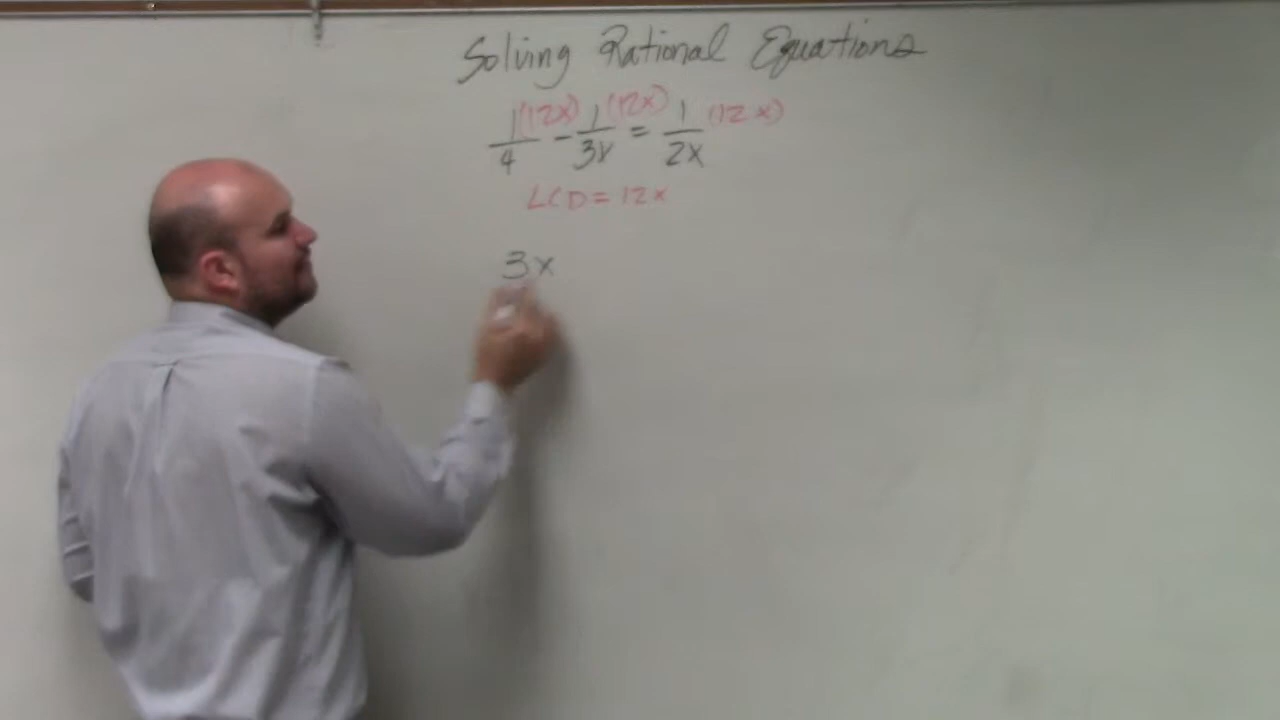 Solving Rational Equations
1/4 (12x) - 1/3x (12x) = 1/2x (12x)
LCD = 12x
3x